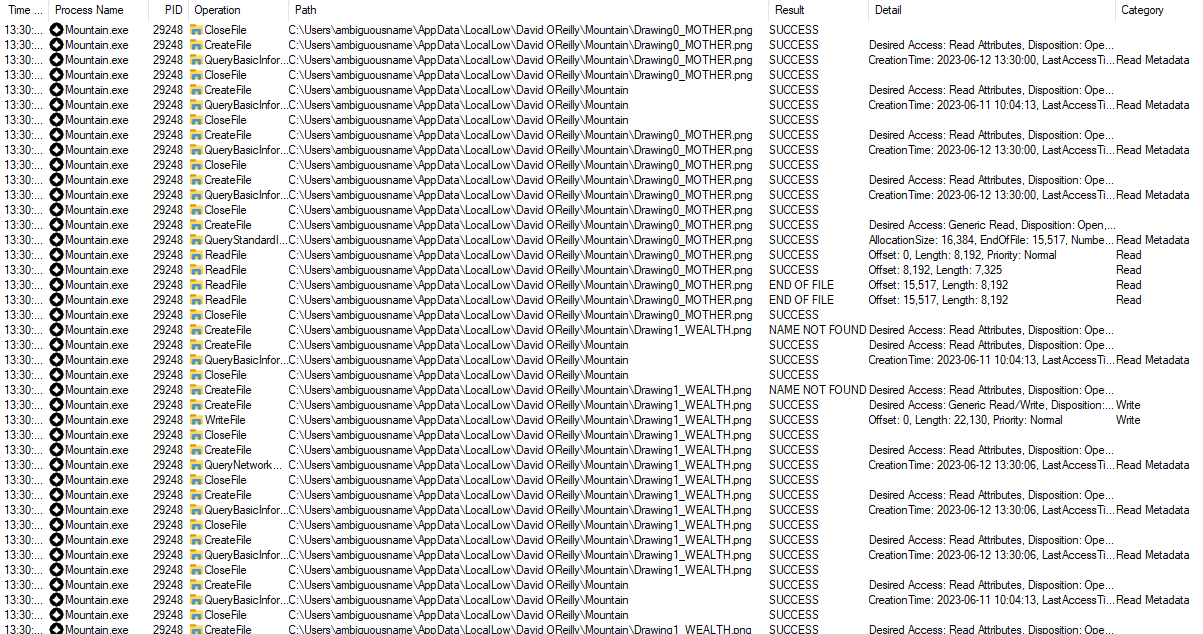 Time ... Process Name PID Operation Path Result Detail Category
13:30:... Mountain.exe 29248 CloseFile C:\Users\ambiguousname\AppData\LocalLow\David OReilly\Mountain\Drawing0_MOTHER.png SUCCESS
13:30:... Mountain.exe 29248 CreateFile C:\Users\ambiguousname\AppData\LocalLow\David OReilly\Mountain\Drawing0_MOTHER.png SUCCESS Desired Access: Read Attributes, Disposition: Ope...
13:30:... Mountain.exe 29248 QueryBasicInfor... C:\Users\ambiguousname\AppData\LocalLow\David OReilly\Mountain\Drawing0_MOTHER.png SUCCESS CreationTime: 2023-06-12 13:30:00, LastAccessTi... Read Metadata
13:30:... Mountain.exe 29248 CloseFile C:\Users\ambiguousname\AppData\LocalLow\David OReilly\Mountain\Drawing0_MOTHER.png SUCCESS
13:30:... Mountain.exe 29248 CreateFile C:\Users\ambiguousname\AppData\LocalLow\David OReilly\Mountain SUCCESS Desired Access: Read Attributes, Disposition: Ope...
13:30:... Mountain.exe 29248 QueryBasicInfor... C:\Users\ambiguousname\AppData\LocalLow\David OReilly\Mountain SUCCESS CreationTime: 2023-06-11 10:04:13, LastAccessTi... Read Metadata
13:30:... Mountain.exe 29248 CloseFile C:\Users\ambiguousname\AppData\LocalLow\David OReilly\Mountain SUCCESS
13:30:... Mountain.exe 29248 CreateFile C:\Users\ambiguousname\AppData\LocalLow\David OReilly\Mountain\Drawing0_MOTHER.png SUCCESS Desired Access: Read Attributes, Disposition: Ope...
13:30:... Mountain.exe 29248 QueryBasicInfor... C:\Users\ambiguousname\AppData\LocalLow\David OReilly\Mountain\Drawing0_MOTHER.png SUCCESS CreationTime: 2023-06-12 13:30:00, LastAccessTi... Read Metadata
13:30:... Mountain.exe 29248 CloseFile C:\Users\ambiguousname\AppData\LocalLow\David OReilly\Mountain\Drawing0_MOTHER.png SUCCESS
13:30:... Mountain.exe 29248 CreateFile C:\Users\ambiguousname\AppData\LocalLow\David OReilly\Mountain\Drawing0_MOTHER.png SUCCESS Desired Access: Read Attributes, Disposition: Ope...
13:30:... Mountain.exe 29248 QueryBasicInfor... C:\Users\ambiguousname\AppData\LocalLow\David OReilly\Mountain\Drawing0_MOTHER.png SUCCESS CreationTime: 2023-06-12 13:30:00, LastAccessTi... Read Metadata
13:30:... Mountain.exe 29248 CloseFile C:\Users\ambiguousname\AppData\LocalLow\David OReilly\Mountain\Drawing0_MOTHER.png SUCCESS
13:30:... Mountain.exe 29248 CreateFile C:\Users\ambiguousname\AppData\LocalLow\David OReilly\Mountain\Drawing0_MOTHER.png SUCCESS Desired Access: Generic Read, Disposition: Open,...
13:30:... Mountain.exe 29248 QueryStandardI... C:\Users\ambiguousname\AppData\LocalLow\David OReilly\Mountain\Drawing0_MOTHER.png SUCCESS AllocationSize: 16,384, EndOfFile: 15,517, Numbe... Read Metadata
13:30:... Mountain.exe 29248 ReadFile C:\Users\ambiguousname\AppData\LocalLow\David OReilly\Mountain\Drawing0_MOTHER.png SUCCESS Offset: 0, Length: 8,192, Priority: Normal Read
13:30:... Mountain.exe 29248 ReadFile C:\Users\ambiguousname\AppData\LocalLow\David OReilly\Mountain\Drawing0_MOTHER.png SUCCESS Offset: 8,192, Length: 7,325 Read
13:30:... Mountain.exe 29248 ReadFile C:\Users\ambiguousname\AppData\LocalLow\David OReilly\Mountain\Drawing0_MOTHER.png END OF FILE Offset: 15,517, Length: 8,192 Read
13:30:... Mountain.exe 29248 ReadFile C:\Users\ambiguousname\AppData\LocalLow\David OReilly\Mountain\Drawing0_MOTHER.png END OF FILE Offset: 15,517, Length: 8,192 Read
13:30:... Mountain.exe 29248 CloseFile C:\Users\ambiguousname\AppData\LocalLow\David OReilly\Mountain\Drawing0_MOTHER.png SUCCESS
13:30:... Mountain.exe 29248 CreateFile C:\Users\ambiguousname\AppData\LocalLow\David OReilly\Mountain\Drawing1_WEALTH.png NAME NOT FOUND Desired Access: Read Attributes, Disposition: Ope...
13:30:... Mountain.exe 29248 CreateFile C:\Users\ambiguousname\AppData\LocalLow\David OReilly\Mountain SUCCESS Desired Access: Read Attributes, Disposition: Ope...
13:30:... Mountain.exe 29248 QueryBasicInfor... C:\Users\ambiguousname\AppData\LocalLow\David OReilly\Mountain SUCCESS CreationTime: 2023-06-11 10:04:13, LastAccessTi... Read Metadata
13:30:... Mountain.exe 29248 CloseFile C:\Users\ambiguousname\AppData\LocalLow\David OReilly\Mountain SUCCESS
13:30:... Mountain.exe 29248 CreateFile C:\Users\ambiguousname\AppData\LocalLow\David OReilly\Mountain\Drawing1_WEALTH.png NAME NOT FOUND Desired Access: Read Attributes, Disposition: Ope...
13:30:... Mountain.exe 29248 CreateFile C:\Users\ambiguousname\AppData\LocalLow\David OReilly\Mountain\Drawing1_WEALTH.png SUCCESS Desired Access: Generic Read/Write, Disposition:... Write
13:30:... Mountain.exe 29248 WriteFile C:\Users\ambiguousname\AppData\LocalLow\David OReilly\Mountain\Drawing1_WEALTH.png SUCCESS Offset: 0, Length: 22,130, Priority: Normal Write
13:30:... Mountain.exe 29248 CloseFile C:\Users\ambiguousname\AppData\LocalLow\David OReilly\Mountain\Drawing1_WEALTH.png SUCCESS
13:30:... Mountain.exe 29248 CreateFile C:\Users\ambiguousname\AppData\LocalLow\David OReilly\Mountain\Drawing1_WEALTH.png SUCCESS Desired Access: Read Attributes, Disposition: Ope...
13:30:... Mountain.exe 29248 QueryNetwork... C:\Users\ambiguousname\AppData\LocalLow\David OReilly\Mountain\Drawing1_WEALTH.png SUCCESS CreationTime: 2023-06-12 13:30:06, LastAccessTi... Read Metadata
13:30:... Mountain.exe 29248 CloseFile C:\Users\ambiguousname\AppData\LocalLow\David OReilly\Mountain\Drawing1_WEALTH.png SUCCESS
13:30:... Mountain.exe 29248 CreateFile C:\Users\ambiguousname\AppData\LocalLow\David OReilly\Mountain\Drawing1_WEALTH.png SUCCESS Desired Access: Read Attributes, Disposition: Ope...
13:30:... Mountain.exe 29248 QueryBasicInfor... C:\Users\ambiguousname\AppData\LocalLow\David OReilly\Mountain\Drawing1_WEALTH.png SUCCESS CreationTime: 2023-06-12 13:30:06, LastAccessTi... Read Metadata
13:30:... Mountain.exe 29248 CloseFile C:\Users\ambiguousname\AppData\LocalLow\David OReilly\Mountain\Drawing1_WEALTH.png SUCCESS
13:30:... Mountain.exe 29248 CreateFile C:\Users\ambiguousname\AppData\LocalLow\David OReilly\Mountain\Drawing1_WEALTH.png SUCCESS Desired Access: Read Attributes, Disposition: Ope...
13:30:... Mountain.exe 29248 QueryBasicInfor... C:\Users\ambiguousname\AppData\LocalLow\David OReilly\Mountain\Drawing1_WEALTH.png SUCCESS CreationTime: 2023-06-12 13:30:06, LastAccessTi... Read Metadata
13:30:... Mountain.exe 29248 CloseFile C:\Users\ambiguousname\AppData\LocalLow\David OReilly\Mountain\Drawing1_WEALTH.png SUCCESS
13:30:... Mountain.exe 29248 CreateFile C:\Users\ambiguousname\AppData\LocalLow\David OReilly\Mountain SUCCESS Desired Access: Read Attributes, Disposition: Ope...
13:30:... Mountain.exe 29248 QueryBasicInfor... C:\Users\ambiguousname\AppData\LocalLow\David OReilly\Mountain SUCCESS CreationTime: 2023-06-11 10:04:13, LastAccessTi... Read Metadata
13:30:... Mountain.exe 29248 CloseFile C:\Users\ambiguousname\AppData\LocalLow\David OReilly\Mountain SUCCESS
13:30:... Mountain.exe 29248 CreateFile C:\Users\ambiguousname\AppData\LocalLow\David OReilly\Mountain\Drawing1_WEALTH.png SUCCESS Desired Access: Read Attributes, Disposition: Ope...